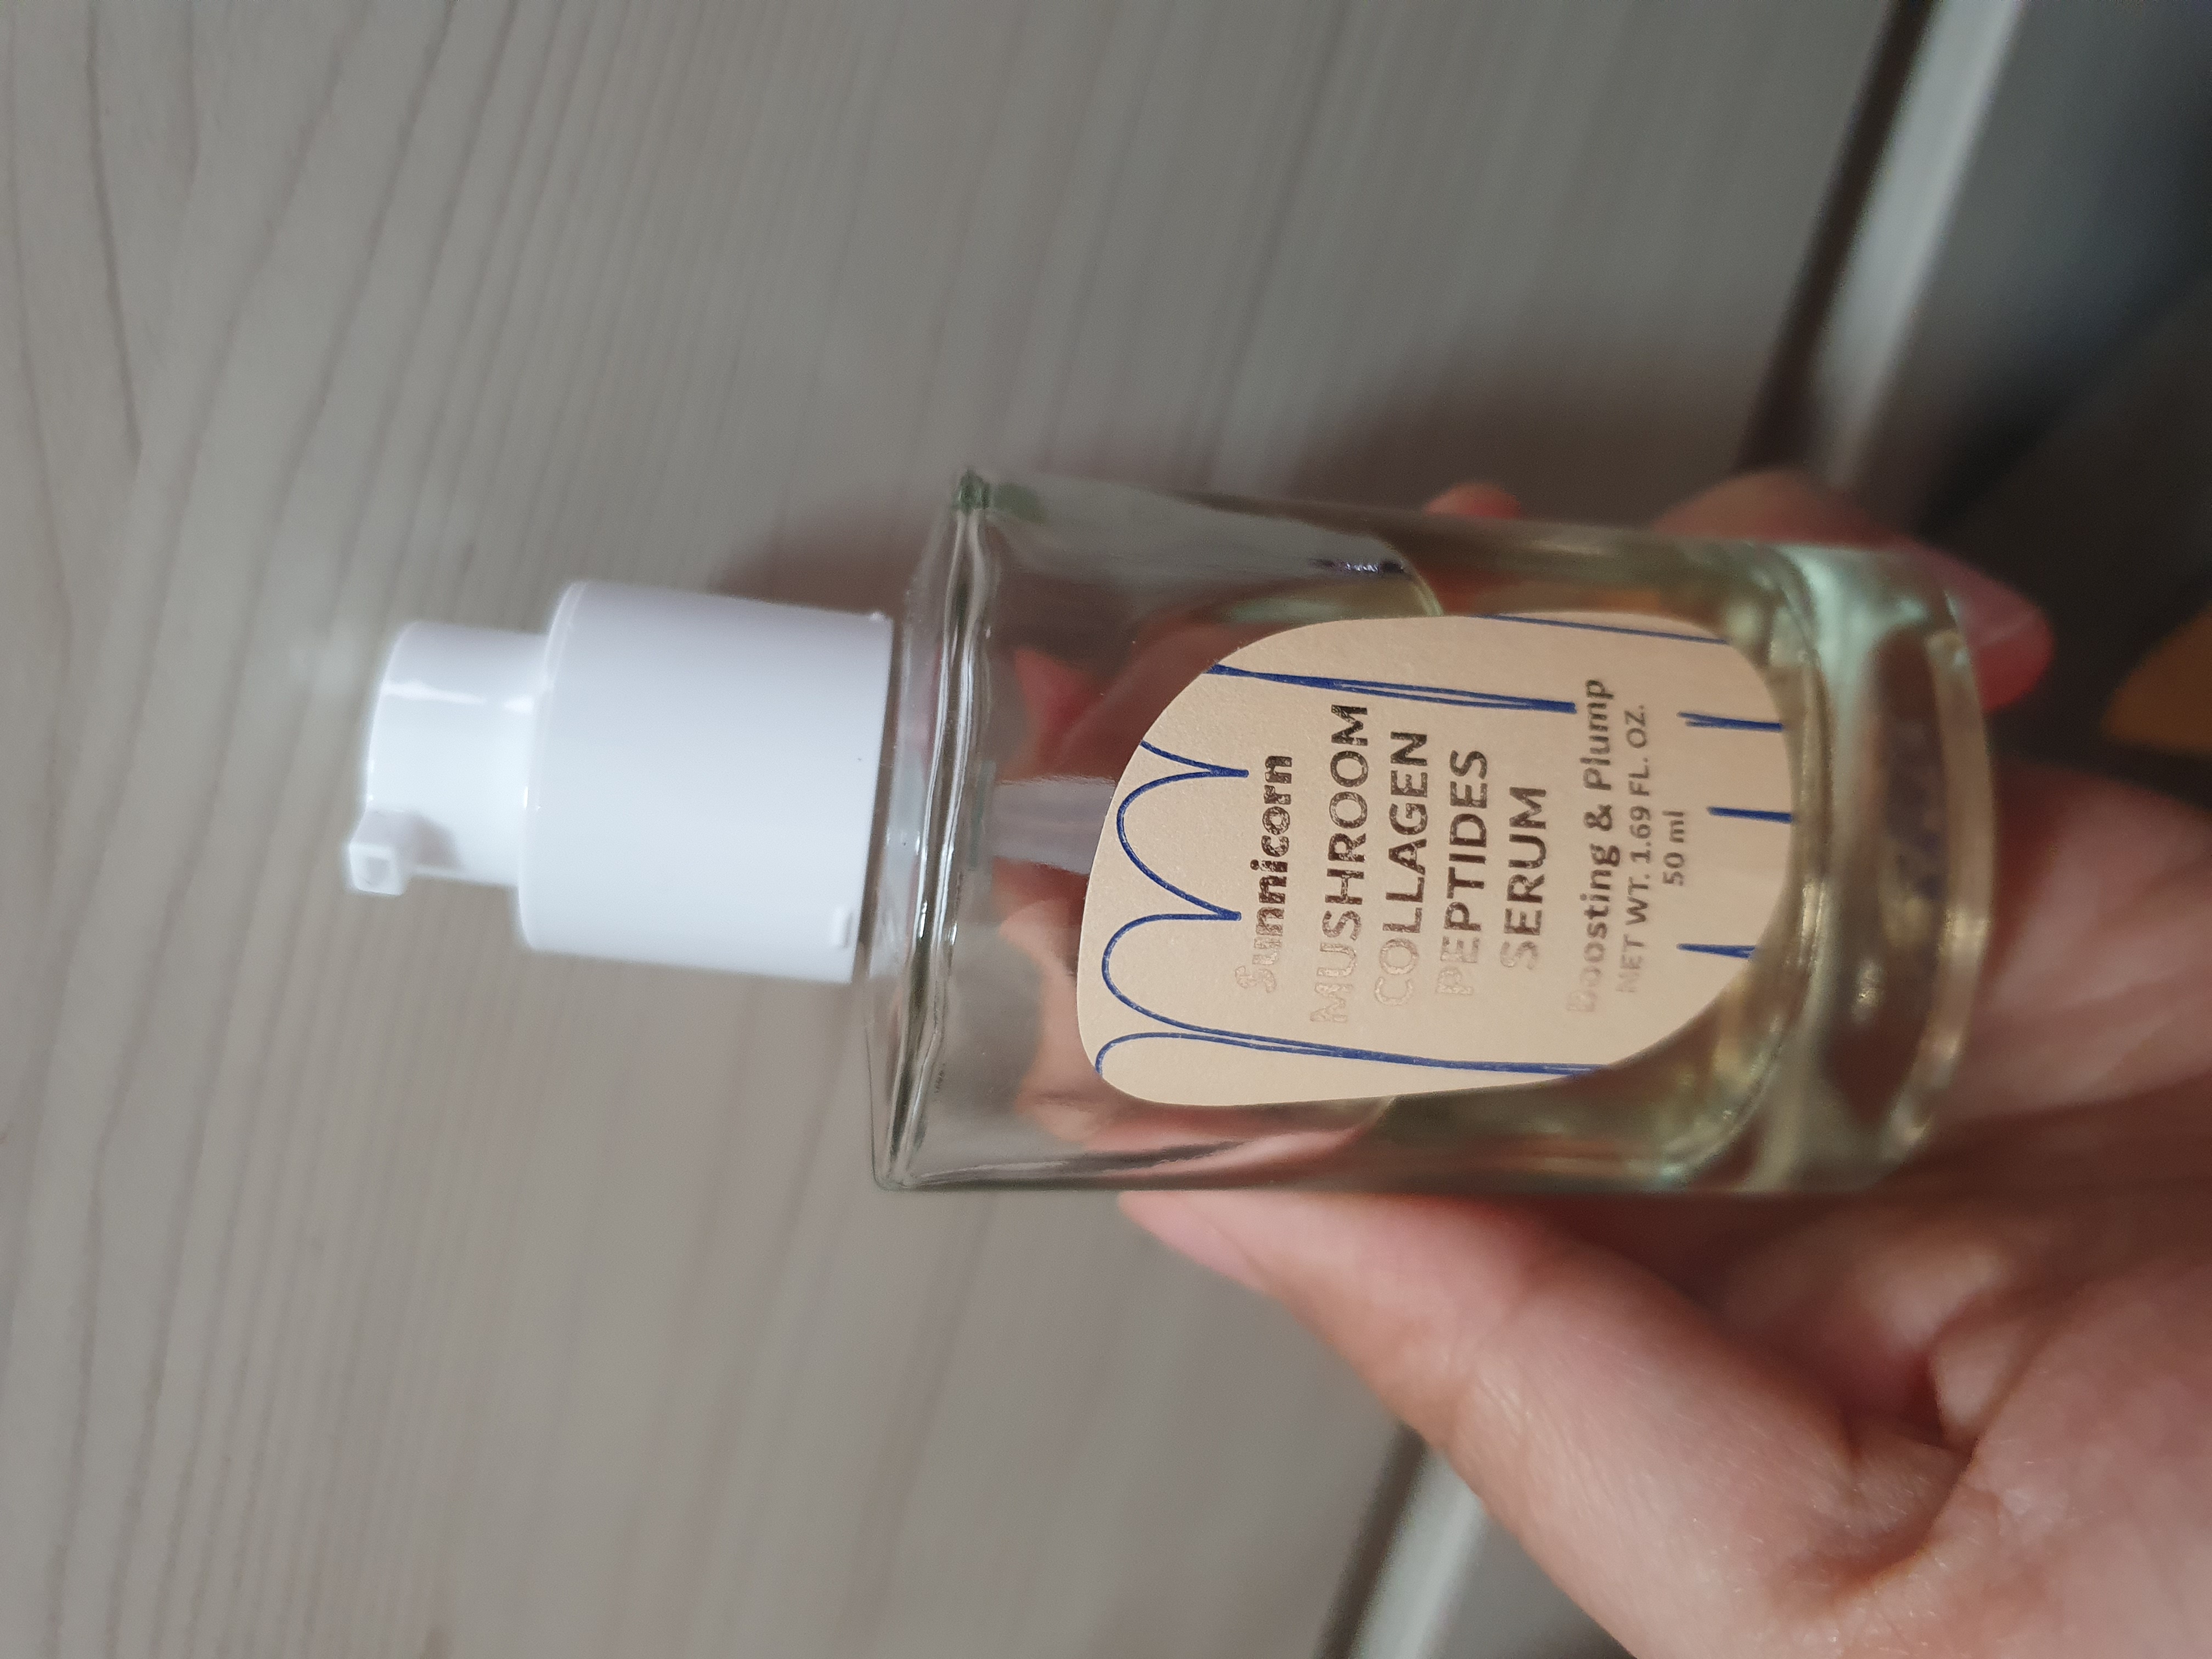 Sunnicorn
MUSHROOM
COLLAGEN
PEPTIDES
SERUM
Boosting & Plump
NET WT. 1.69 FL. OZ.
50 ml